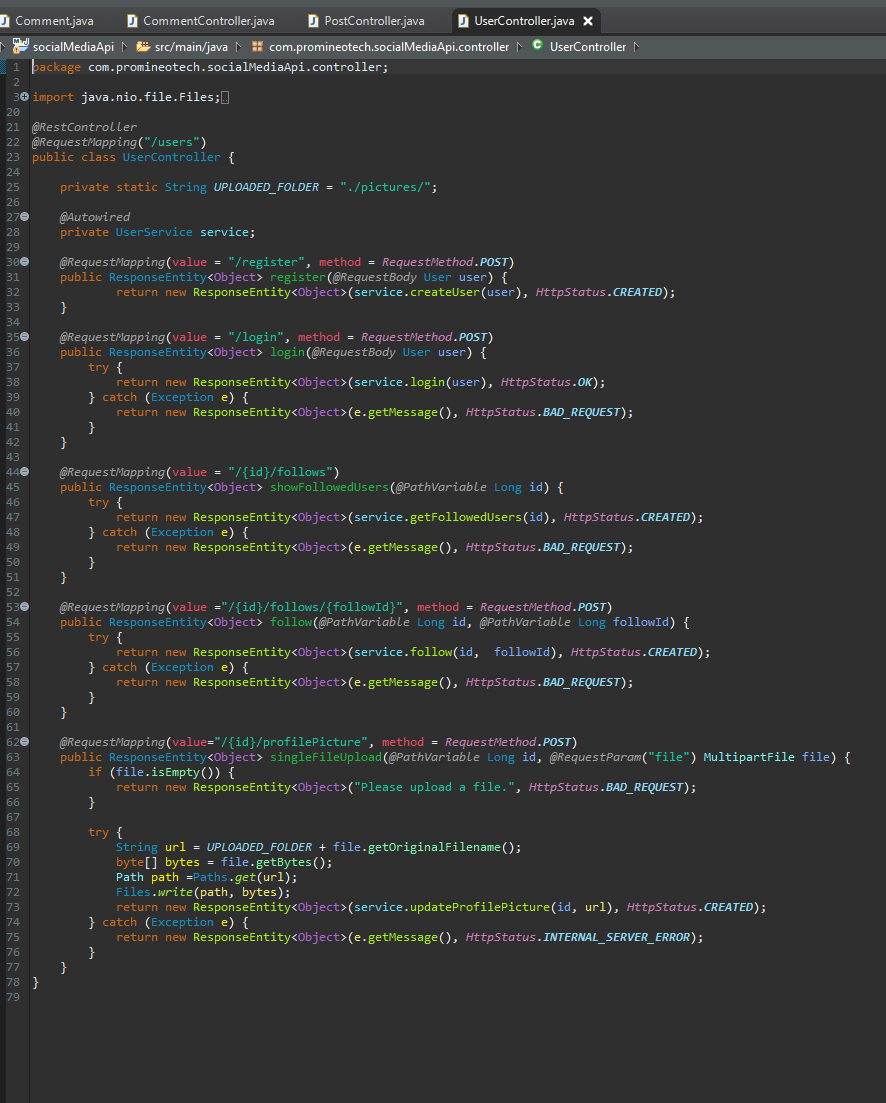 Comment.java CommentController.java PostController.java UserController.java
socialMediaApi src/main/java com.promineotech.socialMediaApi.controller UserController
1 package com.promineotech.socialMediaApi.controller;
2
3 import java.nio.file.Files;
20
21 @RestController
22 @RequestMapping("/users")
23 public class UserController {
24
25     private static String UPLOADED_FOLDER = "./pictures/";
26
27     @Autowired
28     private UserService service;
29
30     @RequestMapping(value = "/register", method = RequestMethod.POST)
31     public ResponseEntity<Object> register(@RequestBody User user) {
32             return new ResponseEntity<Object>(service.createUser(user), HttpStatus.CREATED);
33     }
34
35     @RequestMapping(value = "/login", method = RequestMethod.POST)
36     public ResponseEntity<Object> login(@RequestBody User user) {
37         try {
38             return new ResponseEntity<Object>(service.login(user), HttpStatus.OK);
39         } catch (Exception e) {
40             return new ResponseEntity<Object>(e.getMessage(), HttpStatus.BAD_REQUEST);
41         }
42     }
43
44     @RequestMapping(value = "/{id}/follows")
45     public ResponseEntity<Object> showFollowedUsers(@PathVariable Long id) {
46         try {
47             return new ResponseEntity<Object>(service.getFollowedUsers(id), HttpStatus.CREATED);
48         } catch (Exception e) {
49             return new ResponseEntity<Object>(e.getMessage(), HttpStatus.BAD_REQUEST);
50         }
51     }
52
53     @RequestMapping(value ="/{id}/follows/{followId}", method = RequestMethod.POST)
54     public ResponseEntity<Object> follow(@PathVariable Long id, @PathVariable Long followId) {
55         try {
56             return new ResponseEntity<Object>(service.follow(id,  followId), HttpStatus.CREATED);
57         } catch (Exception e) {
58             return new ResponseEntity<Object>(e.getMessage(), HttpStatus.BAD_REQUEST);
59         }
60     }
61
62     @RequestMapping(value="/{id}/profilePicture", method = RequestMethod.POST)
63     public ResponseEntity<Object> singleFileUpload(@PathVariable Long id, @RequestParam("file") MultipartFile file) {
64         if (file.isEmpty()) {
65             return new ResponseEntity<Object>("Please upload a file.", HttpStatus.BAD_REQUEST);
66         }
67
68         try {
69             String url = UPLOADED_FOLDER + file.getOriginalFilename();
70             byte[] bytes = file.getBytes();
71             Path path =Paths.get(url);
72             Files.write(path, bytes);
73             return new ResponseEntity<Object>(service.updateProfilePicture(id, url), HttpStatus.CREATED);
74         } catch (Exception e) {
75             return new ResponseEntity<Object>(e.getMessage(), HttpStatus.INTERNAL_SERVER_ERROR);
76         }
77     }
78 }
79